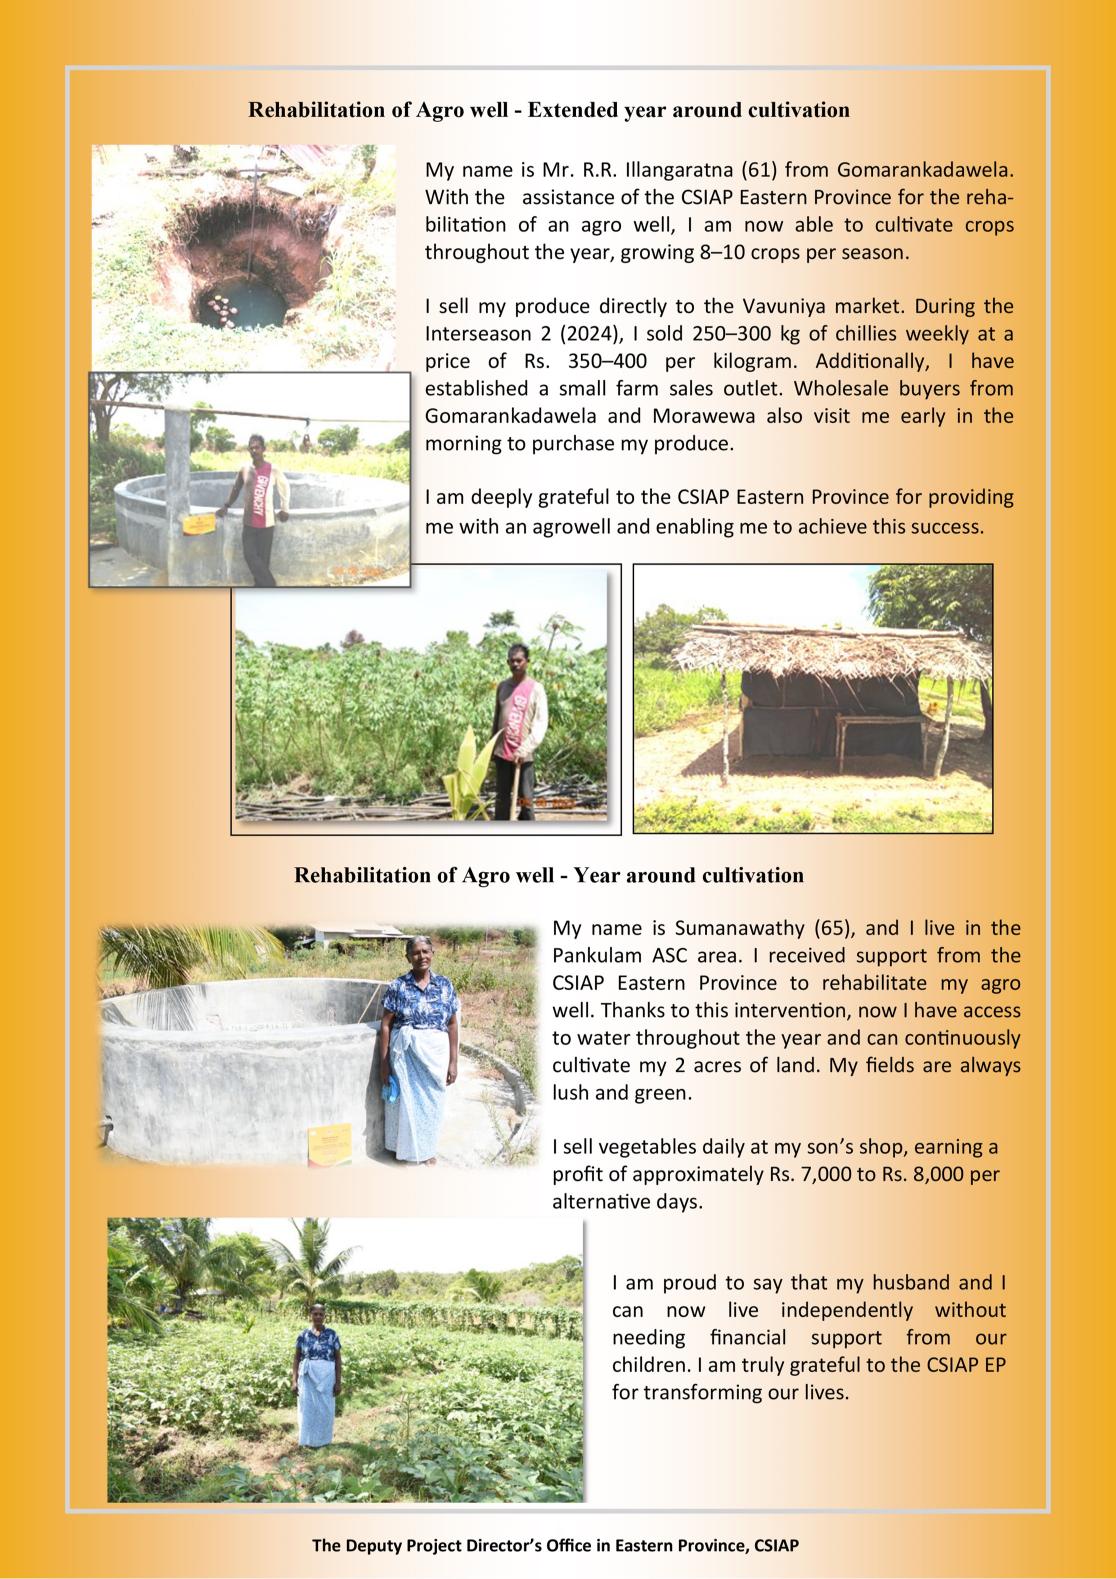 Rehabilitation of Agro well - Extended year around cultivation
My name is Mr. R.R. Illangaratna (61) from Gomarankadawela.
With the assistance of the CSIAP Eastern Province for the reha-
bilitation of an agro well, I am now able to cultivate crops
throughout the year, growing 8–10 crops per season.
I sell my produce directly to the Vavuniya market. During the
Interseason 2 (2024), I sold 250–300 kg of chillies weekly at a
price of Rs. 350–400 per kilogram. Additionally, I have
established a small farm sales outlet. Wholesale buyers from
Gomarankadawela and Morawewa also visit me early in the
morning to purchase my produce.
I am deeply grateful to the CSIAP Eastern Province for providing
me with an agrowell and enabling me to achieve this success.
GIVENCHY
GIVENCHY
Rehabilitation of Agro well - Year around cultivation
My name is Sumanawathy (65), and I live in the
Pankulam ASC area. I received support from the
CSIAP Eastern Province to rehabilitate my agro
well. Thanks to this intervention, now I have access
to water throughout the year and can continuously
cultivate my 2 acres of land. My fields are always
lush and green.
I sell vegetables daily at my son’s shop, earning a
profit of approximately Rs. 7,000 to Rs. 8,000 per
alternative days.
I am proud to say that my husband and I
can now live independently without
needing financial support from our
children. I am truly grateful to the CSIAP EP
for transforming our lives.
The Deputy Project Director’s Office in Eastern Province, CSIAP